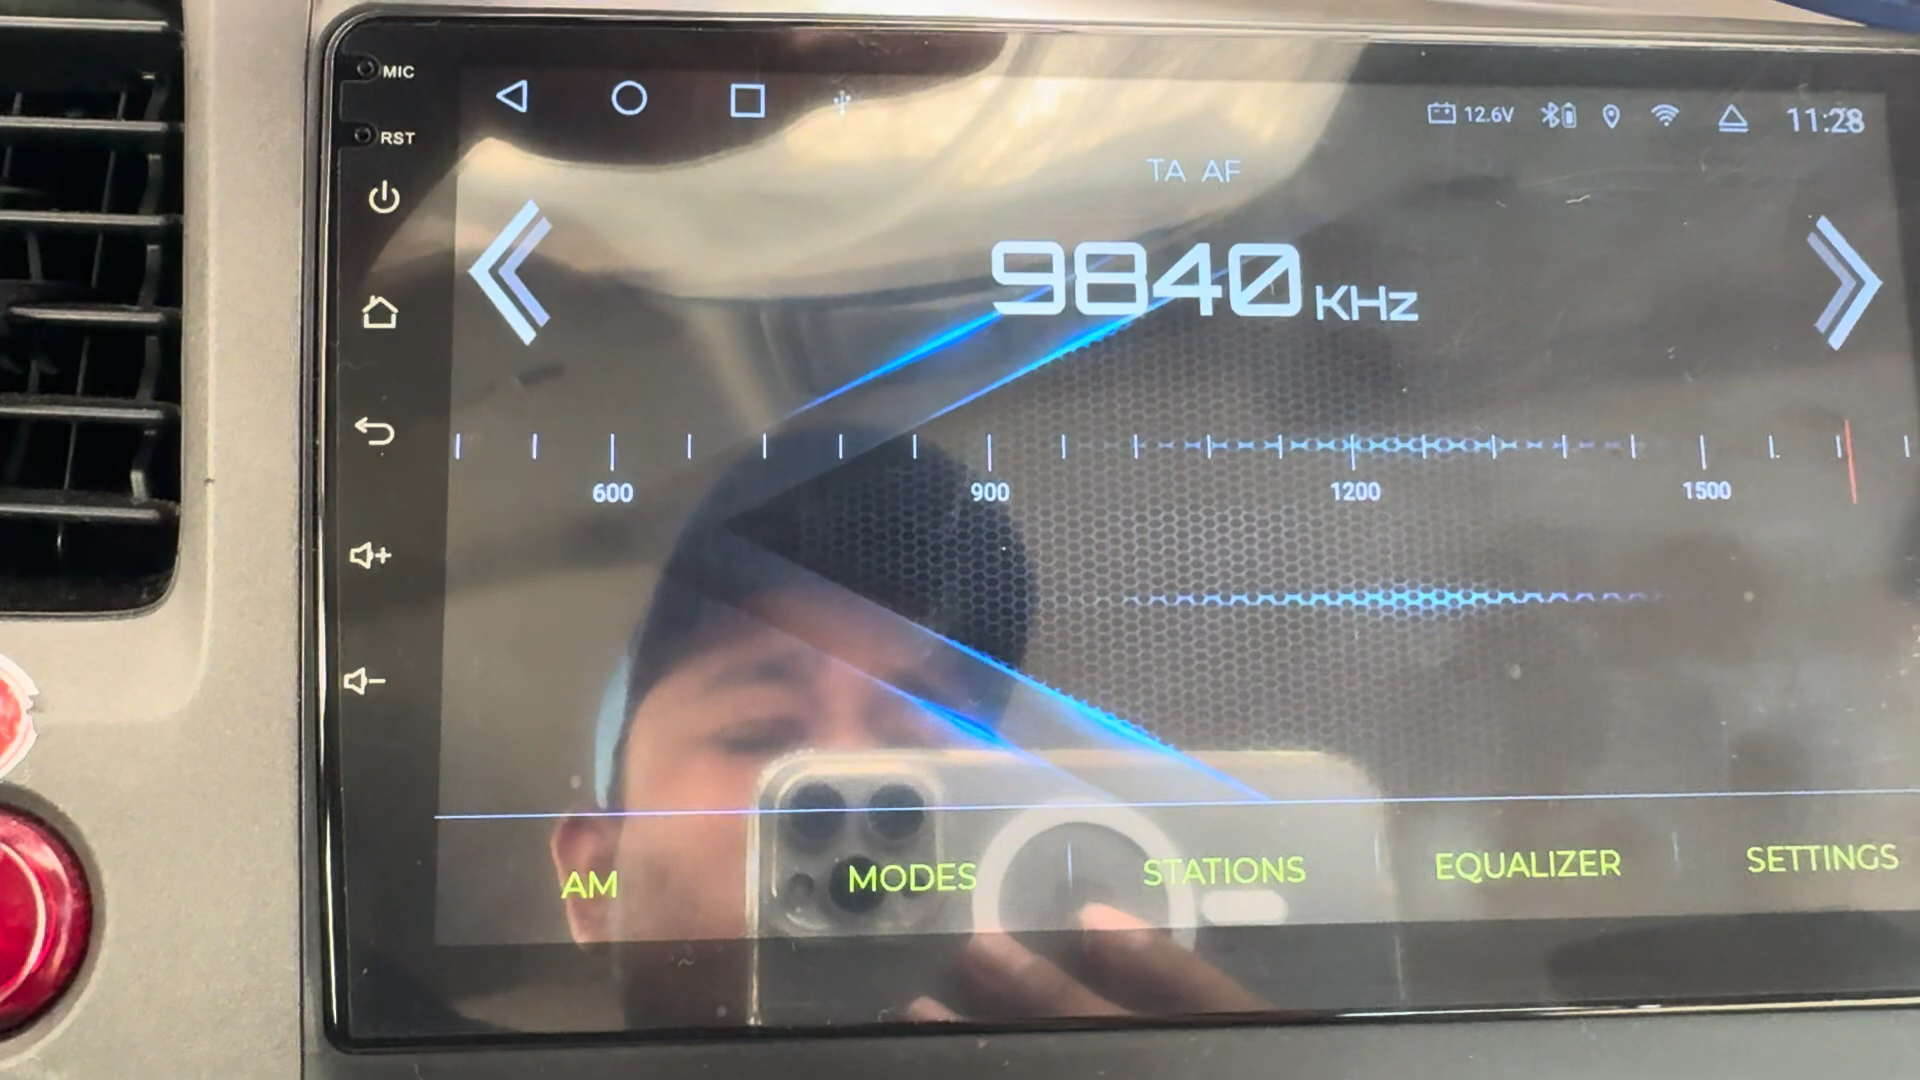 MIC
12.6V 11:28
RST
TA AF
9840 KHz
600 900 1200 1500
AM MODES STATIONS EQUALIZER SETTINGS